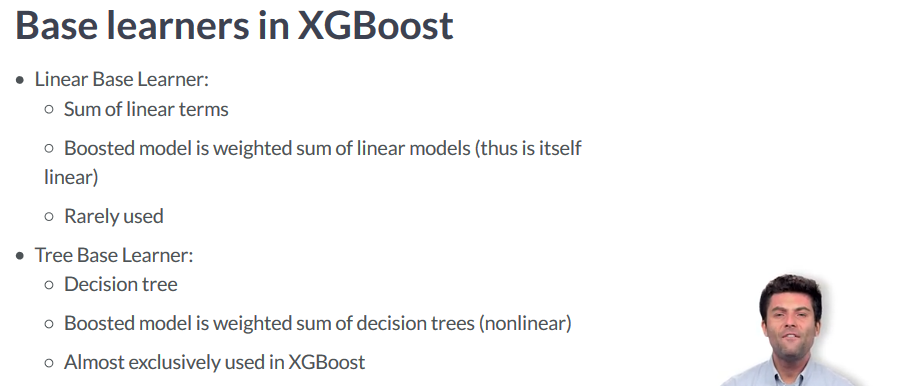 Base learners in XGBoost
• Linear Base Learner:
○ Sum of linear terms
○ Boosted model is weighted sum of linear models (thus is itself
linear)
○ Rarely used
• Tree Base Learner:
○ Decision tree
○ Boosted model is weighted sum of decision trees (nonlinear)
○ Almost exclusively used in XGBoost